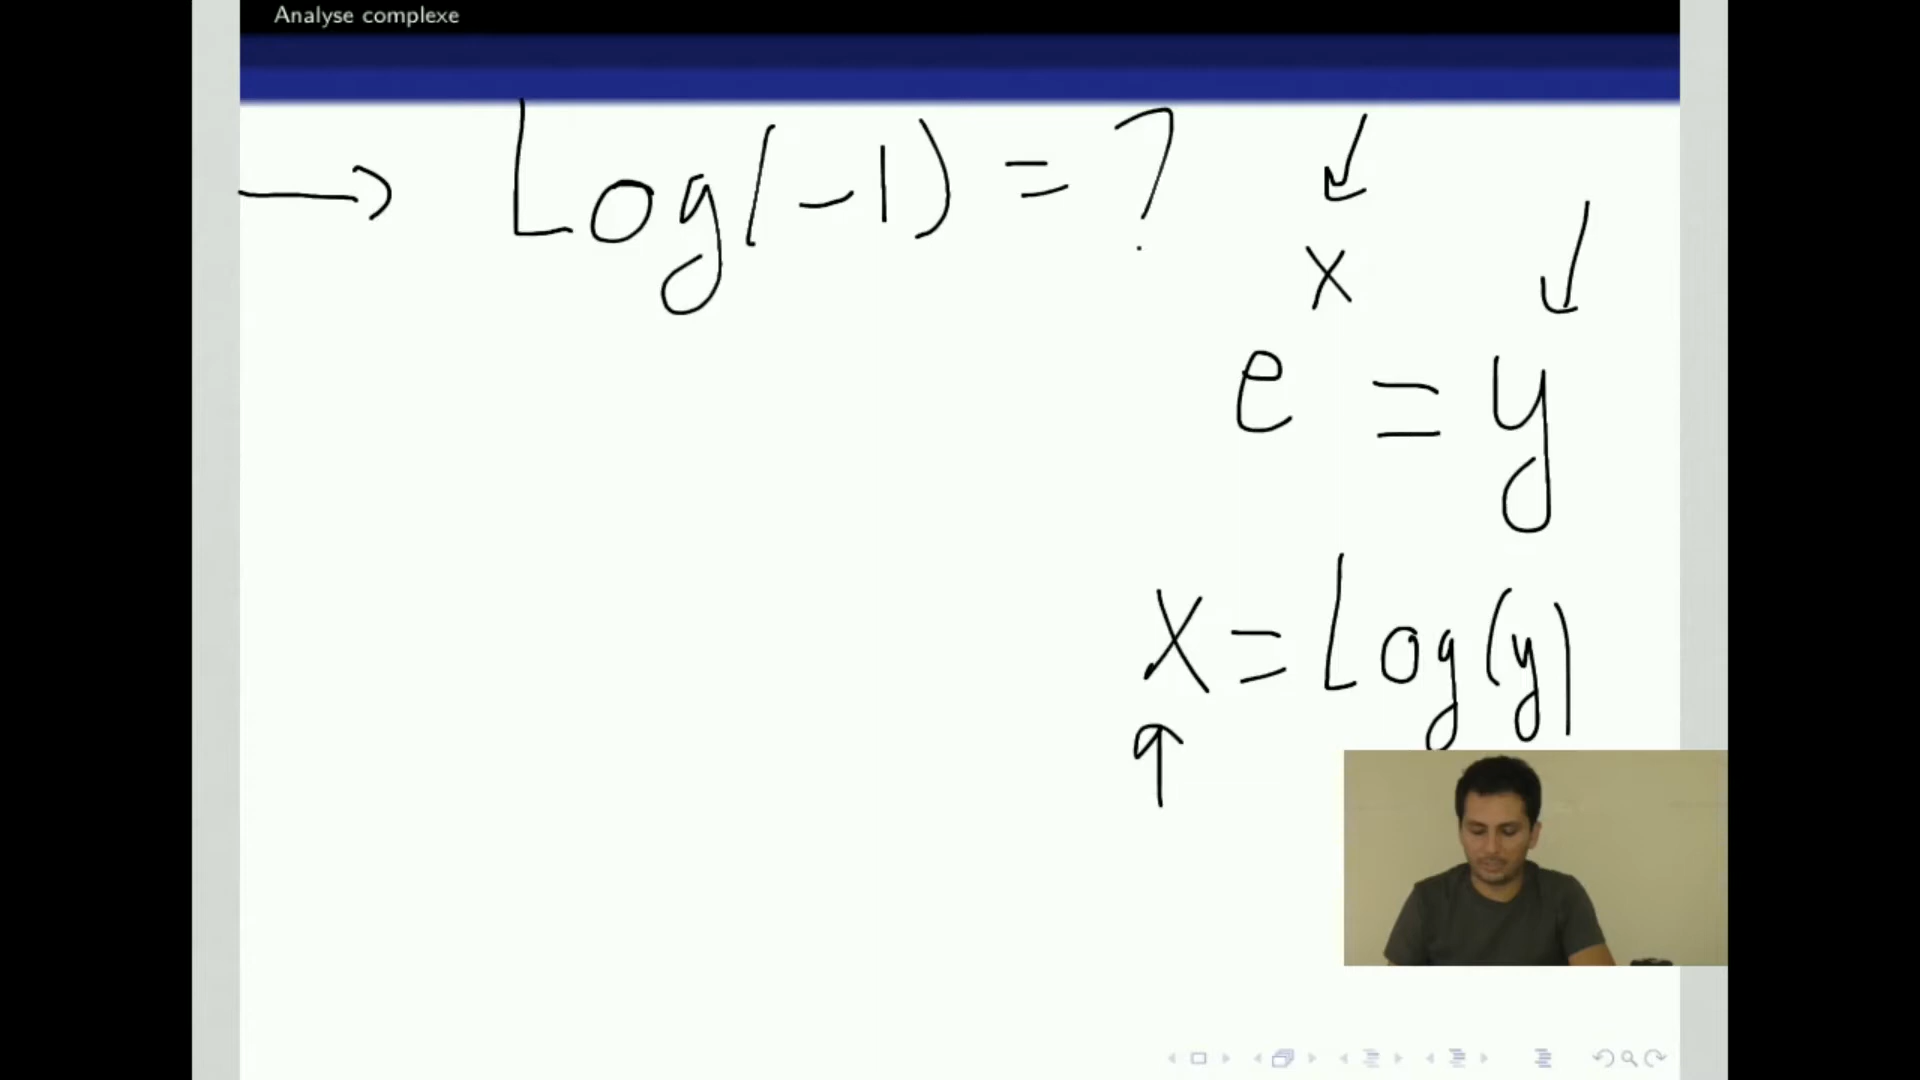 Analyse complexe
→ Log(-1) = ?
x
e = y
x = Log(y)